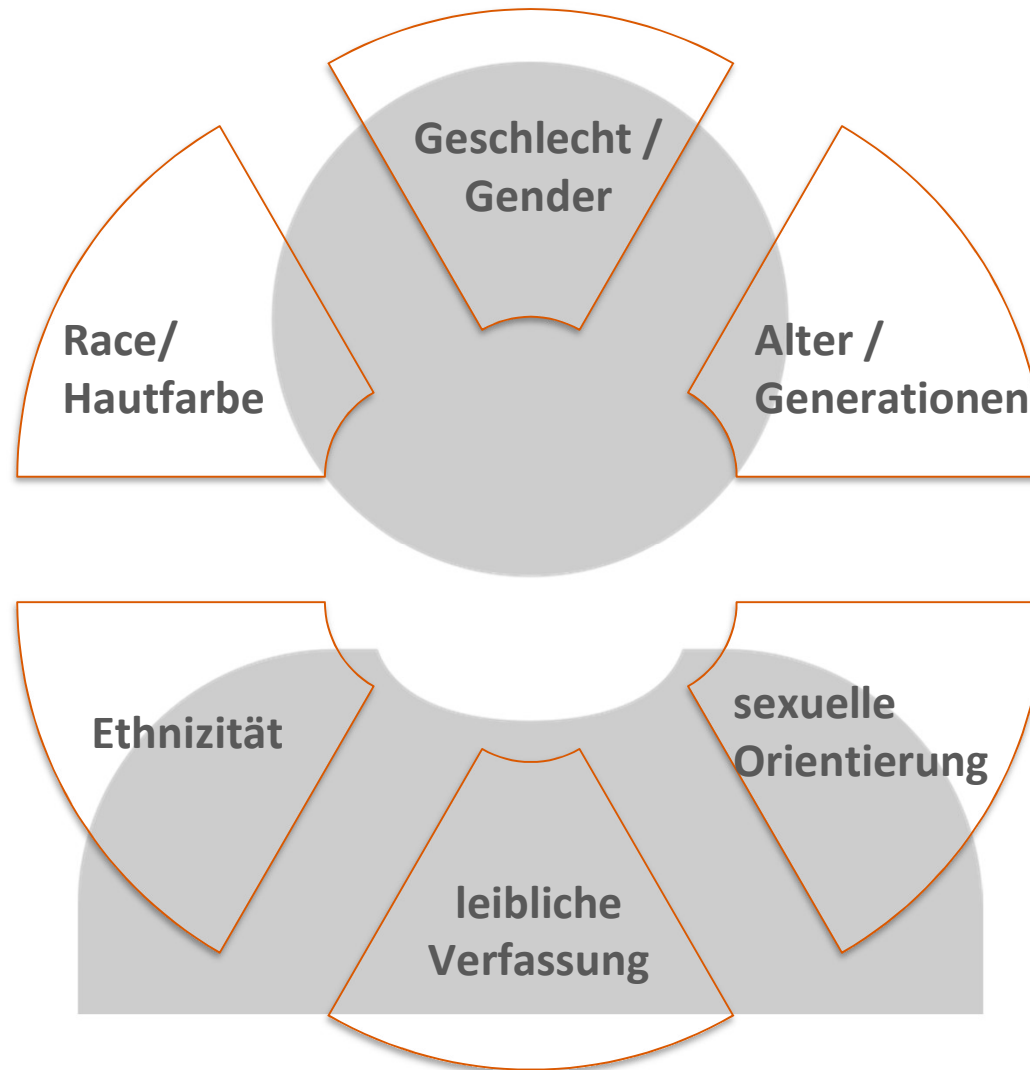 Geschlecht /
Gender
Race/
Hautfarbe
Alter /
Generationen
Ethnizität
sexuelle
Orientierung
leibliche
Verfassung